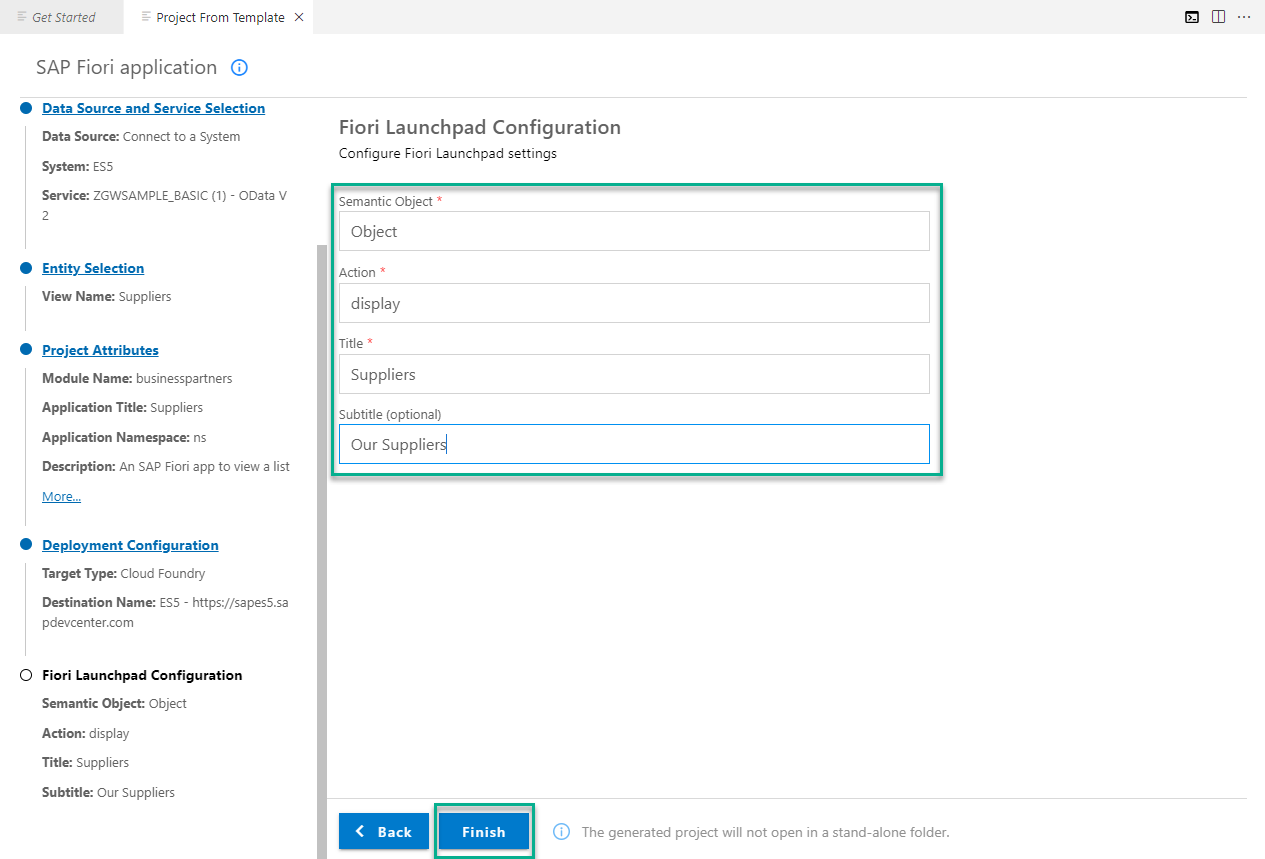 Get Started
Project From Template
SAP Fiori application
Data Source and Service Selection
Data Source: Connect to a System
System: ES5
Service: ZGWSAMPLE_BASIC (1) - OData V
2
Entity Selection
View Name: Suppliers
Project Attributes
Module Name: businesspartners
Application Title: Suppliers
Application Namespace: ns
Description: An SAP Fiori app to view a list
More...
Deployment Configuration
Target Type: Cloud Foundry
Destination Name: ES5 - https://sapes5.sa
pdevcenter.com
Fiori Launchpad Configuration
Semantic Object: Object
Action: display
Title: Suppliers
Subtitle: Our Suppliers
Fiori Launchpad Configuration
Configure Fiori Launchpad settings
Semantic Object *
Object
Action *
display
Title *
Suppliers
Subtitle (optional)
Our Suppliers
Back
Finish
The generated project will not open in a stand-alone folder.